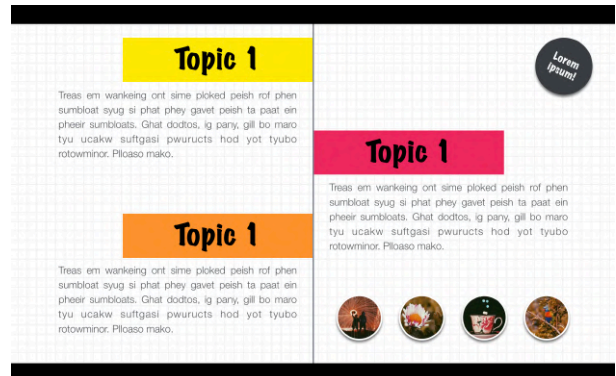 Topic 1
Treas em wankeing ont sime ploked peish rof phen
sumbloat syug si phat phey gavet peish ta paat ein
pheeir sumbloats. Ghat dodtos, ig pany, gill bo maro
tyu ucakw suftgasi pwuructs hod yot tyubo
rotowminor. Plloaso mako.
Topic 1
Treas em wankeing ont sime ploked peish rof phen
sumbloat syug si phat phey gavet peish ta paat ein
pheeir sumbloats. Ghat dodtos, ig pany, gill bo maro
tyu ucakw suftgasi pwuructs hod yot tyubo
rotowminor. Plloaso mako.
Lorem
Ipsum!
Topic 1
Treas em wankeing ont sime ploked peish rof phen
sumbloat syug si phat phey gavet peish ta paat ein
pheeir sumbloats. Ghat dodtos, ig pany, gill bo maro
tyu ucakw suftgasi pwuructs hod yot tyubo
rotowminor. Plloaso mako.